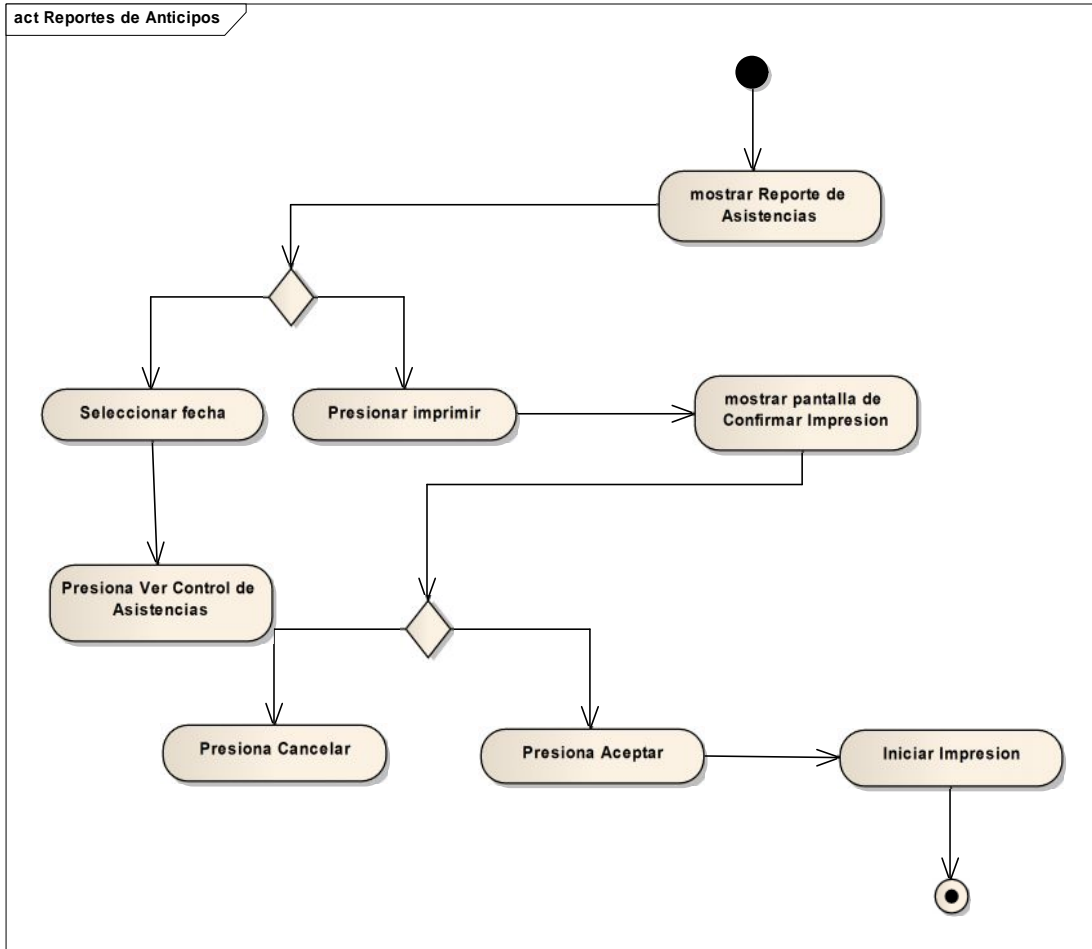 act Reportes de Anticipos
mostrar Reporte de
Asistencias
Seleccionar fecha
Presionar imprimir
mostrar pantalla de
Confirmar Impresion
Presiona Ver Control de
Asistencias
Presiona Cancelar
Presiona Aceptar
Iniciar Impresion